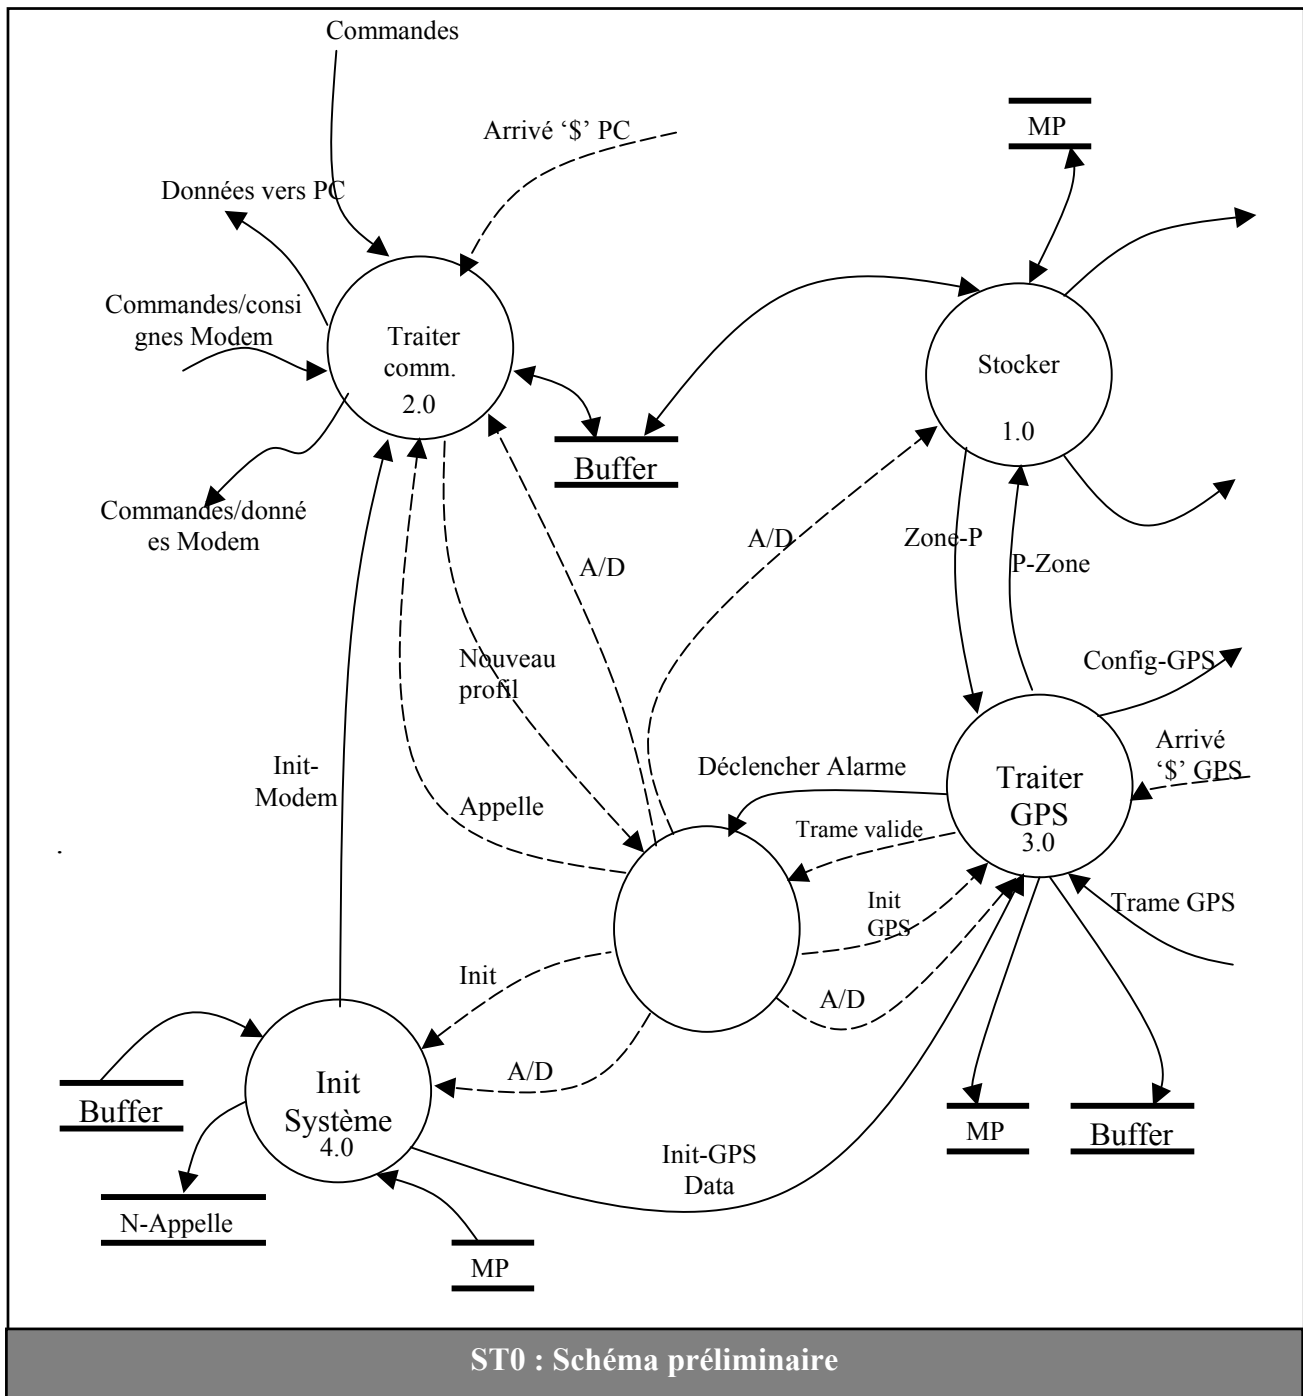 Commandes
Arrivé ‘$’ PC
MP
Données vers PC
Commandes/consi
gnes Modem
Traiter
comm.
2.0
Stocker
1.0
Buffer
Commandes/donné
es Modem
A/D
A/D
Zone-P
P-Zone
Nouveau
profil
Config-GPS
Arrivé
‘$’ GPS
Init-
Modem
Appelle
Déclencher Alarme
Traiter
GPS
3.0
Trame valide
Init
GPS
Trame GPS
Init
A/D
A/D
Buffer
Init
Système
4.0
MP
Buffer
Init-GPS
Data
N-Appelle
MP
ST0 : Schéma préliminaire